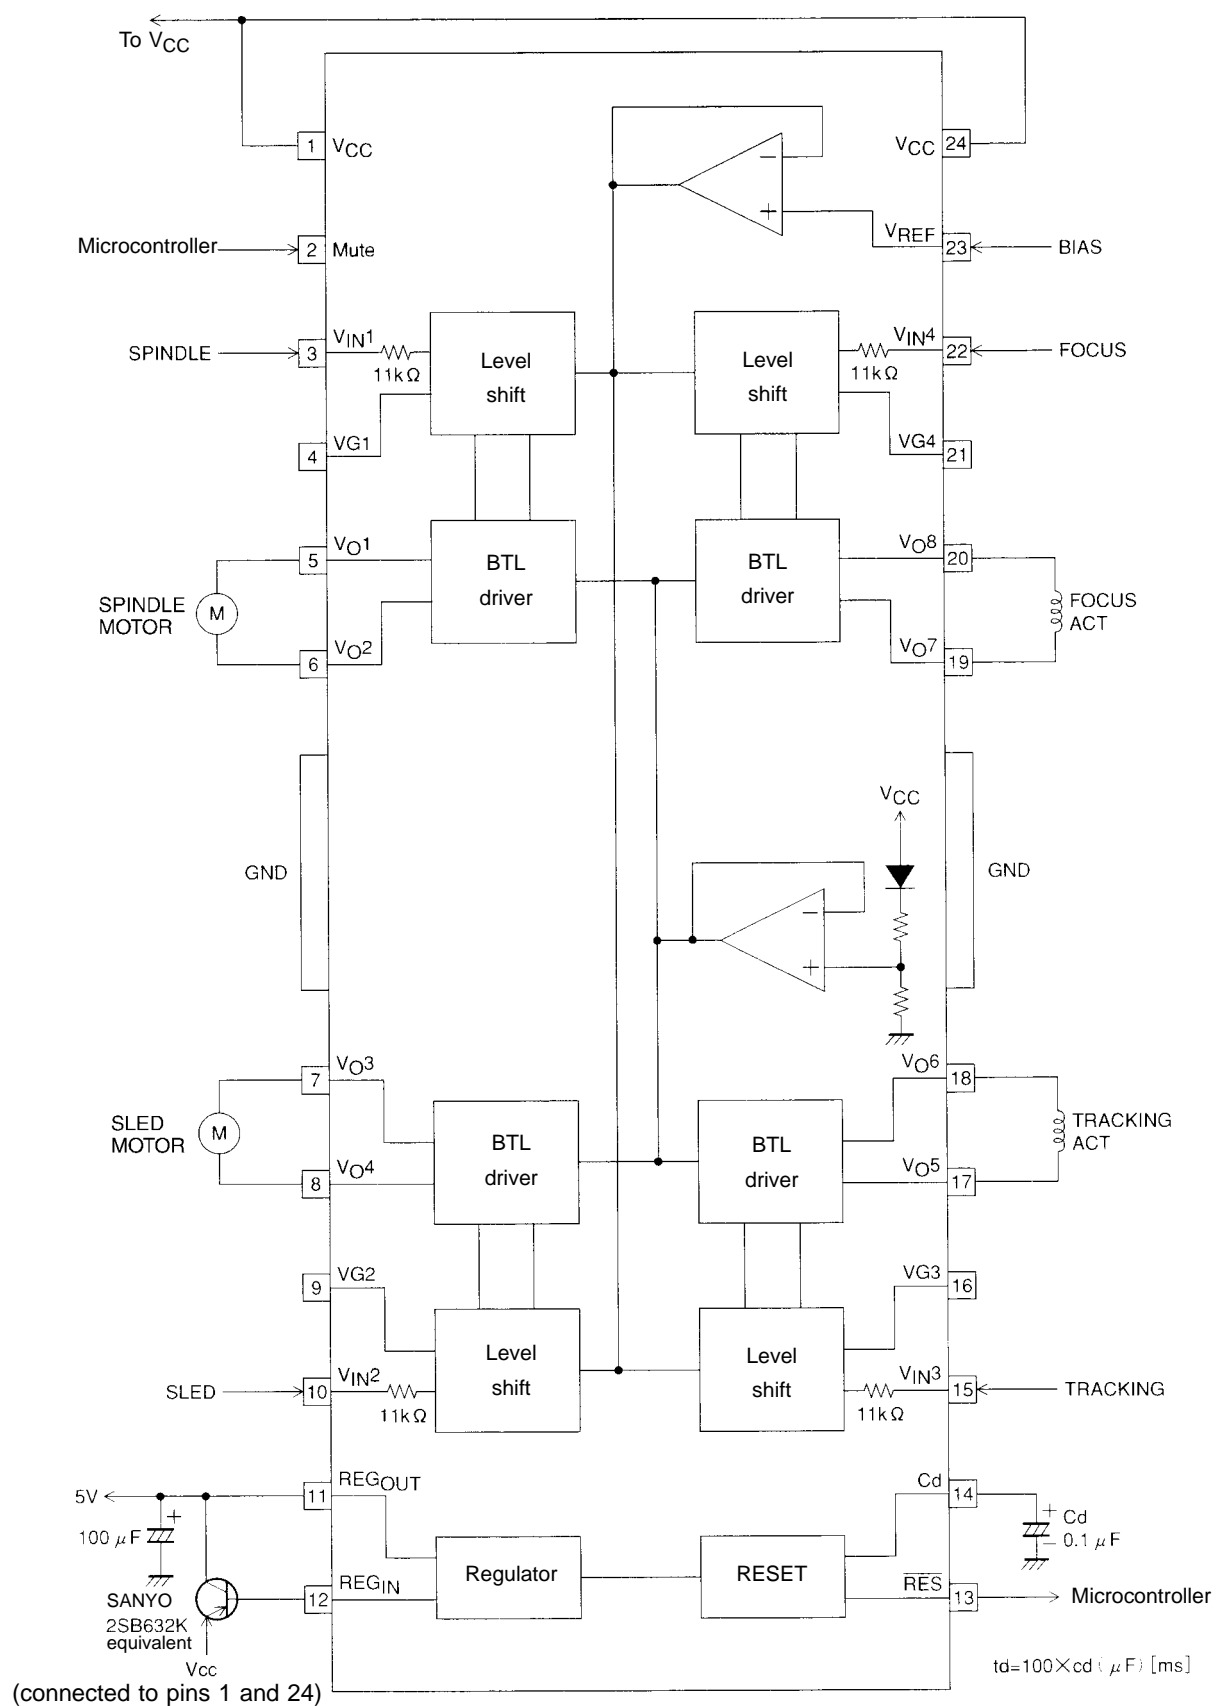 To VCC
1 VCC
VCC 24
Microcontroller
2 Mute
VREF 23
BIAS
SPINDLE
3 VIN1
11kΩ
Level
shift
Level
shift
11kΩ
VIN4 22
FOCUS
4 VG1
VG4 21
5 VO1
BTL
driver
BTL
driver
VO8 20
SPINDLE
MOTOR
M
FOCUS
ACT
6 VO2
VO7 19
GND
VCC
GND
−
+
−
+
7 VO3
VO6 18
SLED
MOTOR
M
BTL
driver
BTL
driver
TRACKING
ACT
8 VO4
VO5 17
9 VG2
VG3 16
Level
shift
Level
shift
SLED
10 VIN2
11kΩ
11kΩ
VIN3 15
TRACKING
5V
11 REGOUT
Cd 14
+
100 μF
+ Cd
− 0.1 μF
Regulator
RESET
12 REGIN
RES 13
Microcontroller
SANYO
2SB632K
equivalent
Vcc
(connected to pins 1 and 24)
td=100×cd (μF) [ms]